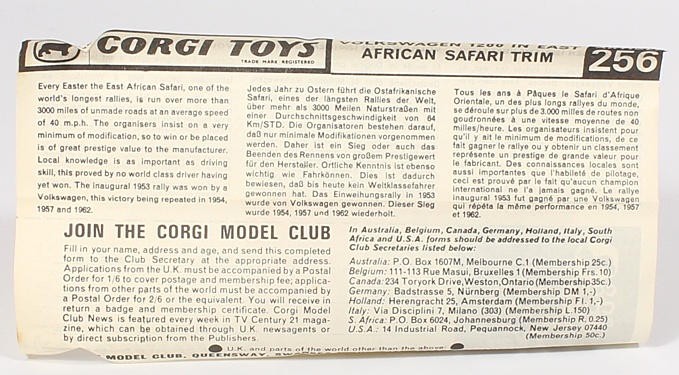 CORGI TOYS
TRADE MARK REGISTERED
VOLKSWAGEN 1200 IN EAST
AFRICAN SAFARI TRIM
256
Every Easter the East African Safari, one of the
world's longest rallies, is run over more than
3000 miles of unmade roads at an average speed
of 40 m.p.h. The organisers insist on a very
minimum of modification, so to win or be placed
is of great prestige value to the manufacturer.
Local knowledge is as important as driving
skill, this proved by no world class driver having
yet won. The inaugural 1953 rally was won by a
Volkswagen, this victory being repeated in 1954,
1957 and 1962.
Jedes Jahr zu Ostern führt die Ostafrikanische
Safari, eine der längsten Rallies der Welt,
über mehr als 3000 Meilen Naturstraßen mit
einer Durchschnittsgeschwindigkeit von 64
Km/STD. Die Organisatoren bestehen darauf,
daß nur minimale Modifikationen vorgenommen
werden. Daher ist ein Sieg oder auch das
Beenden des Rennens von großem Prestigewert
für den Hersteller. Örtliche Kenntnis ist ebenso
wichtig wie Fahrkönnen. Dies ist dadurch
bewiesen, daß bis heute kein Weltklassefahrer
gewonnen hat. Das Einweihungsrally in 1953
wurde von Volkswagen gewonnen. Dieser Sieg
wurde 1954, 1957 und 1962 wiederholt.
Tous les ans à Pâques le Safari d'Afrique
Orientale, un des plus longs rallyes du monde,
se déroule sur plus de 3.000 milles de routes non
goudronnées à une vitesse moyenne de 40
milles/heure. Les organisateurs insistent pour
qu'il y ait le minimum de modifications, de ce
fait gagner le rallye ou y obtenir un classement
représente un prestige de grande valeur pour
le fabricant. Des connaissances locales sont
aussi importantes que l'habileté de pilotage,
ceci est prouvé par le fait qu'aucun champion
international ne l'a jamais gagné. Le rallye
inaugural 1953 fut gagné par une Volkswagen
qui répéta la même performance en 1954, 1957
et 1962.
JOIN THE CORGI MODEL CLUB
Fill in your name, address and age, and send this completed
form to the Club Secretary at the appropriate address.
Applications from the U.K. must be accompanied by a Postal
Order for 1/6 to cover postage and membership fee; applica-
tions from other parts of the world must be accompanied by
a Postal Order for 2/6 or the equivalent. You will receive in
return a badge and membership certificate. Corgi Model
Club News is featured every week in TV Century 21 maga-
zine, which can be obtained through U.K. newsagents or
by direct subscription from the Publishers.
In Australia, Belgium, Canada, Germany, Holland, Italy, South
Africa and U.S.A. forms should be addressed to the local Corgi
Club Secretaries listed below:
Australia: P.O. Box 1607M, Melbourne C.1 (Membership 25c.)
Belgium: 111-113 Rue Masui, Bruxelles 1 (Membership Frs. 10)
Canada: 234 Toryork Drive, Weston, Ontario (Membership 35c.)
Germany: Badstrasse 5, Nürnberg (Membership DM 1,-)
Holland: Herengracht 25, Amsterdam (Membership Fl. 1,-)
Italy: Via Disciplini 7, Milano (303) (Membership L.150)
S. Africa: P.O. Box 6024, Johannesburg (Membership R. 0.25)
U.S.A.: 14 Industrial Road, Pequannock, New Jersey 07440
(Membership 50c.)
U.K. and parts of the world other than the above:
MODEL CLUB, QUEENSWAY,